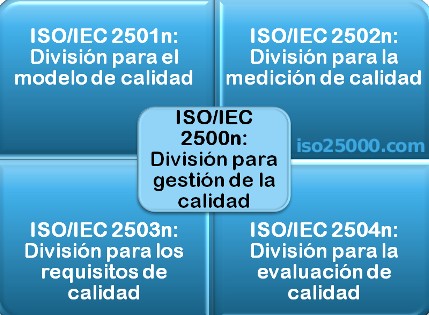 ISO/IEC 2501n:
División para el
modelo de calidad
ISO/IEC 2502n:
División para la
medición de calidad
ISO/IEC
2500n:
División para
gestión de la
calidad
iso25000.com
ISO/IEC 2503n:
División para los
requisitos de
calidad
ISO/IEC 2504n:
División para la
evaluación de
calidad